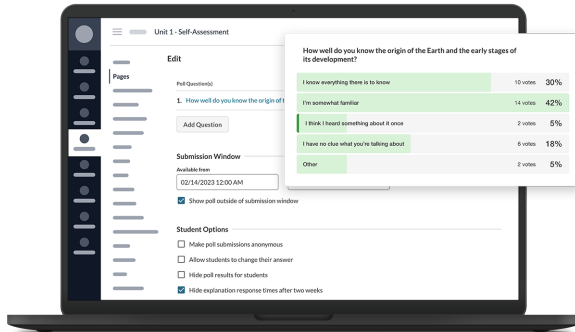 Unit 1 - Self-Assessment
Edit
Pages
Poll Question(s)
1. How well do you know the origin of t
Add Question
Submission Window
Available from
02/14/2023 12:00 AM
Show poll outside of submission window
Student Options
Make poll submissions anonymous
Allow students to change their answer
Hide poll results for students
Hide explanation response times after two weeks
How well do you know the origin of the Earth and the early stages of
its development?
I know everything there is to know 10 votes 30%
I'm somewhat familiar 14 votes 42%
I think I heard something about it once 2 votes 5%
I have no clue what you're talking about 6 votes 18%
Other 2 votes 5%